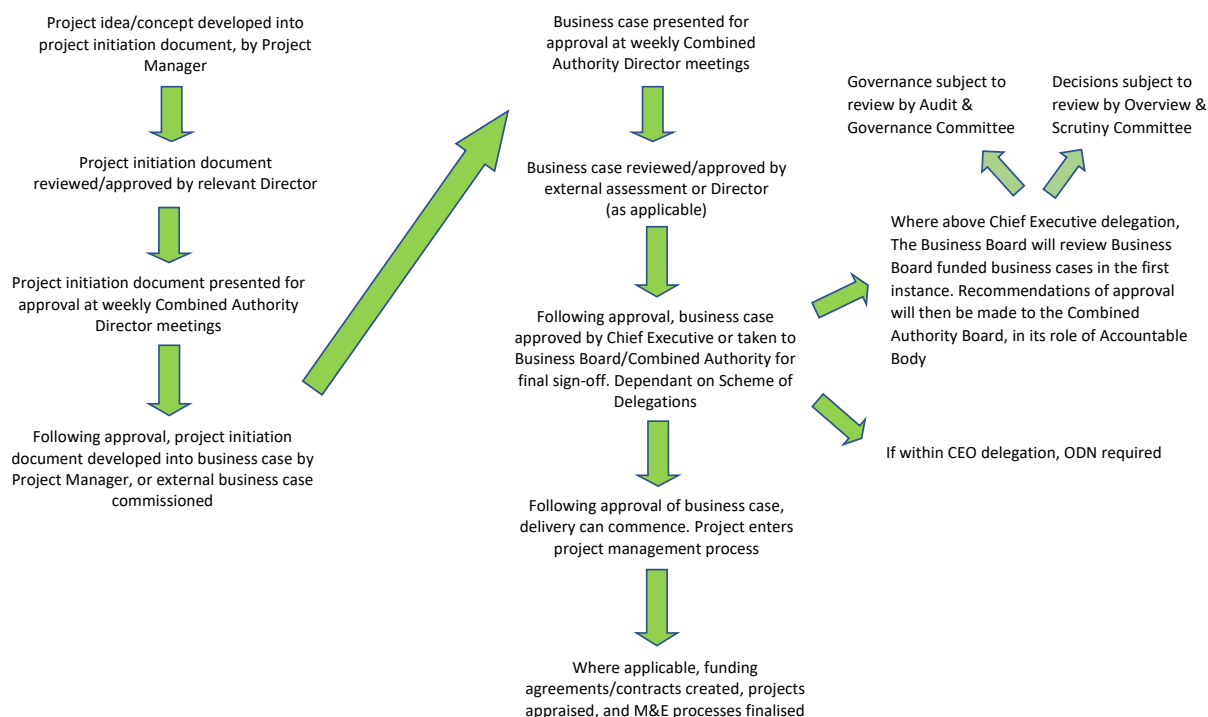 Project idea/concept developed into
project initiation document, by Project
Manager
Project initiation document
reviewed/approved by relevant Director
Project initiation document presented for
approval at weekly Combined Authority
Director meetings
Following approval, project initiation
document developed into business case by
Project Manager, or external business case
commissioned
Business case presented for
approval at weekly Combined
Authority Director meetings
Business case reviewed/approved by
external assessment or Director
(as applicable)
Following approval, business case
approved by Chief Executive or taken to
Business Board/Combined Authority for
final sign-off. Dependant on Scheme of
Delegations
Following approval of business case,
delivery can commence. Project enters
project management process
Where applicable, funding
agreements/contracts created, projects
appraised, and M&E processes finalised
Governance subject to
review by Audit &
Governance Committee
Decisions subject to
review by Overview &
Scrutiny Committee
Where above Chief Executive delegation,
The Business Board will review Business
Board funded business cases in the first
instance. Recommendations of approval
will then be made to the Combined
Authority Board, in its role of Accountable
Body
If within CEO delegation, ODN required